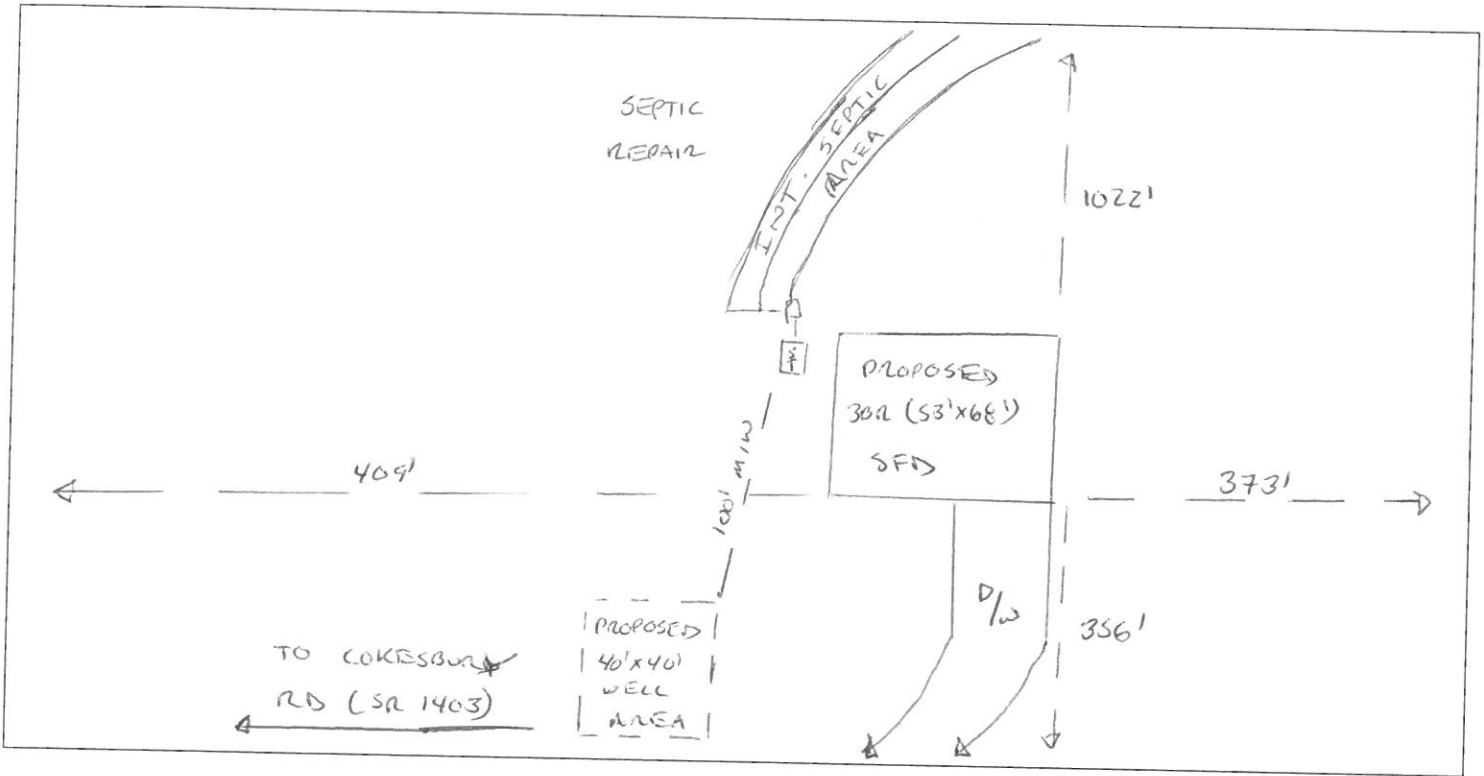 SEPTIC
REPAIR
INT. SEPTIC
AREA
1022'
PROPOSED
3BR (53'x68')
SFD
409'
100' MIN
373'
D/W
356'
PROPOSED
40'x40'
WELL
AREA
TO COKESBURY
RD (SR 1403)